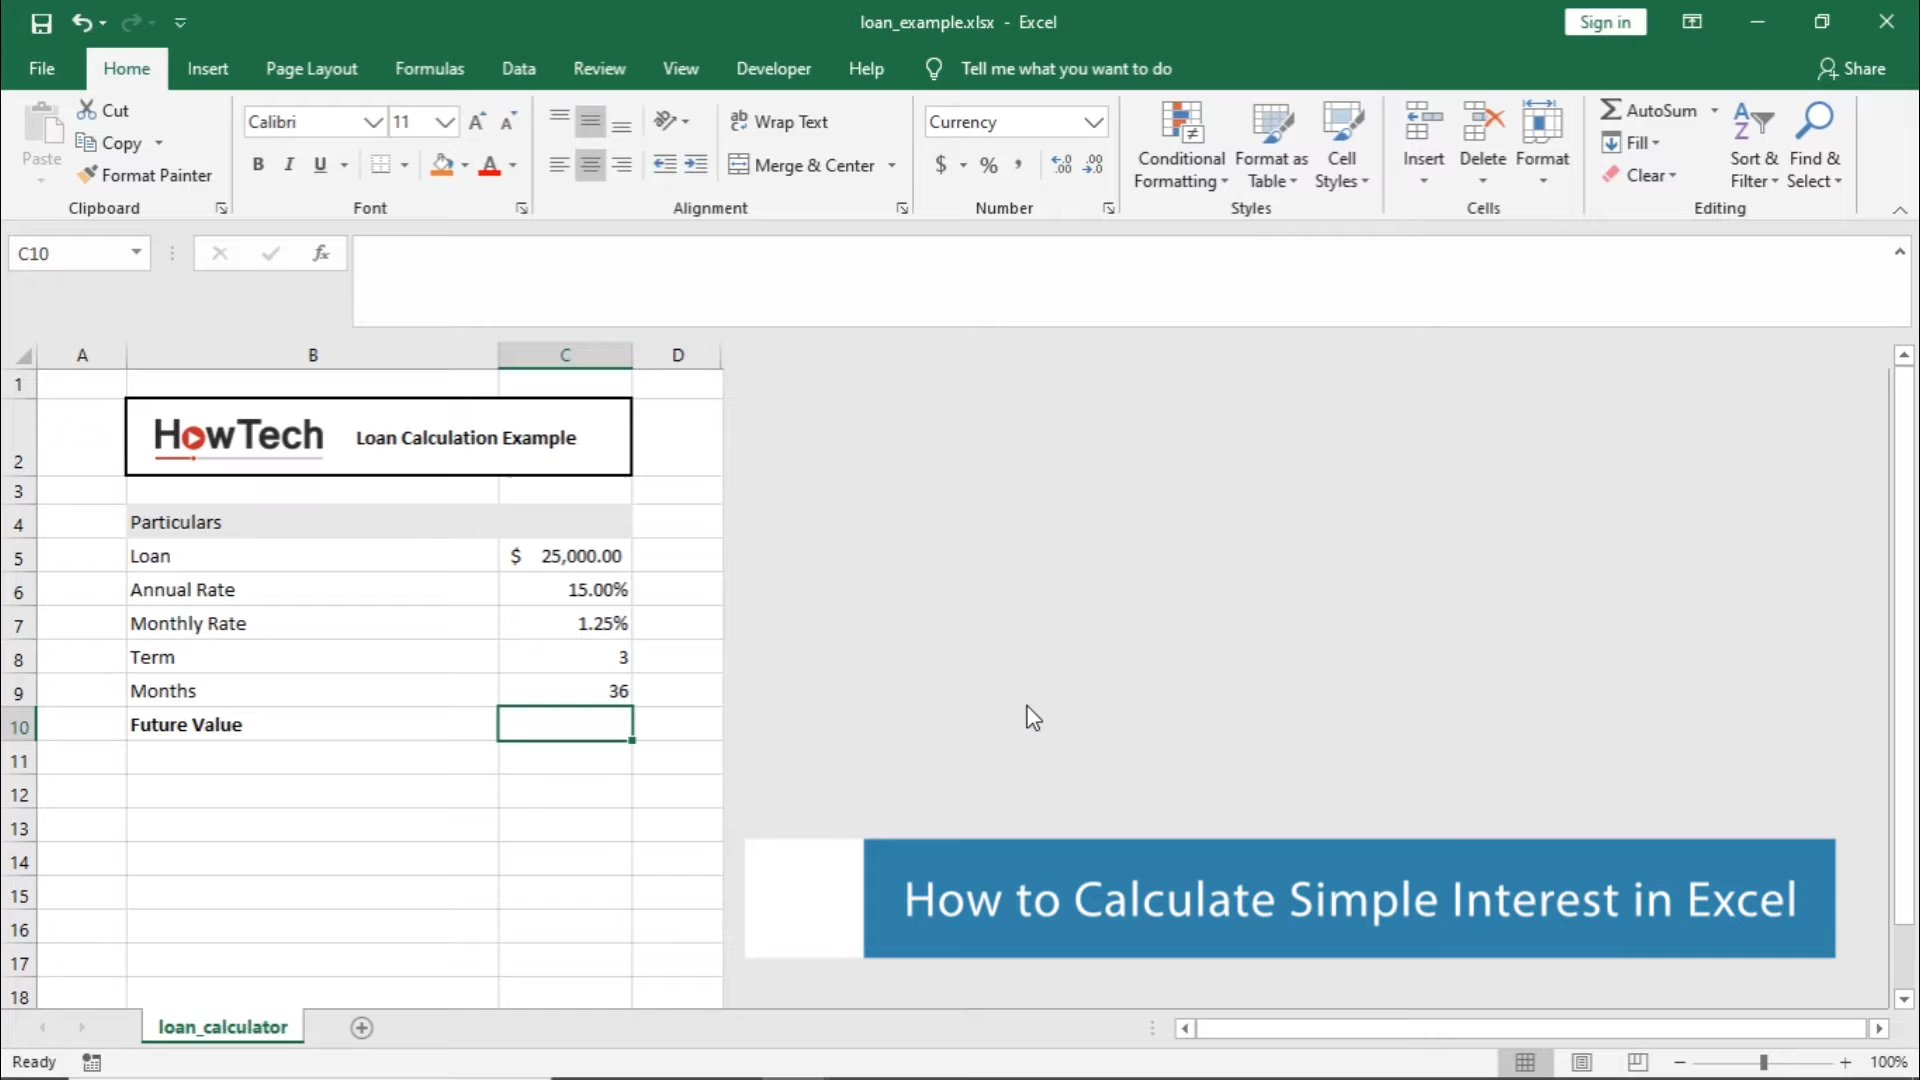 loan_example.xlsx - Excel
Sign in
File Home Insert Page Layout Formulas Data Review View Developer Help Tell me what you want to do Share
Paste
Cut
Copy
Format Painter
Clipboard
Calibri 11
B I U A
Font
ab Wrap Text
Merge & Center
Alignment
Currency
$ % ,
Number
Conditional Formatting
Format as Table
Cell Styles
Styles
Insert
Delete
Format
Cells
AutoSum
Fill
Clear
Sort & Filter
Find & Select
Editing
C10 fx
A B C D
1
2 HowTech Loan Calculation Example
3
4 Particulars
5 Loan $ 25,000.00
6 Annual Rate 15.00%
7 Monthly Rate 1.25%
8 Term 3
9 Months 36
10 Future Value
11
12
13
14
15
16
17
18
How to Calculate Simple Interest in Excel
loan_calculator
Ready
100%